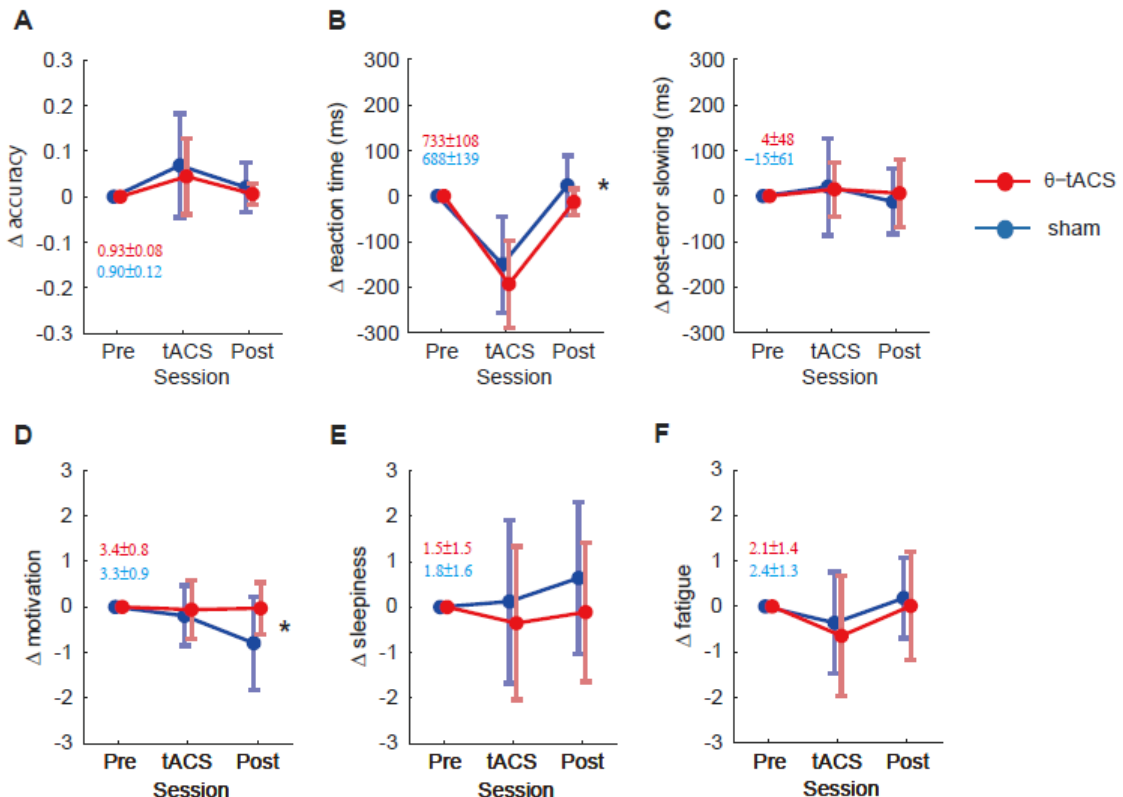 A
B
C
0.3
0.2
0.1
0
-0.1
0.2
-0.3
Δ accuracy
0.93±0.08
0.90±0.12
Pre tACS Post
Session
300
200
100
0
-100
-200
-300
Δ reaction time (ms)
733±108
688±139
*
Pre tACS Post
Session
300
200
100
0
-100
-200
-300
Δ post-error slowing (ms)
4±48
−15±61
Pre tACS Post
Session
θ-tACS
sham
D
E
F
3
2
1
0
-1
-2
-3
Δ motivation
3.4±0.8
3.3±0.9
*
Pre tACS Post
Session
3
2
1
0
-1
-2
-3
Δ sleepiness
1.5±1.5
1.8±1.6
Pre tACS Post
Session
3
2
1
0
-1
-2
-3
Δ fatigue
2.1±1.4
2.4±1.3
Pre tACS Post
Session